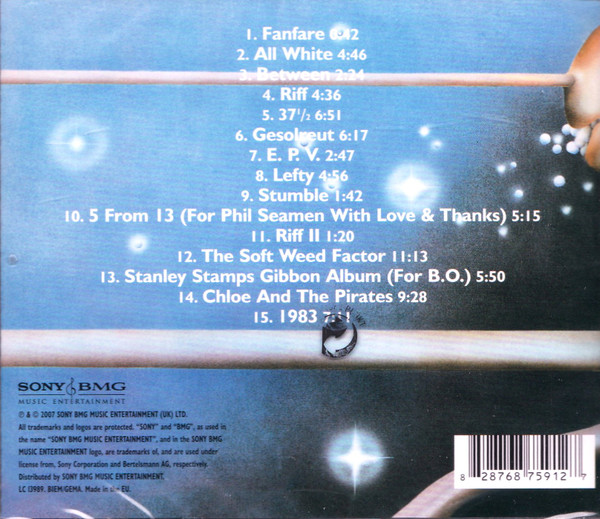 1. Fanfare 0:42
2. All White 4:46
3. Between 2:24
4. Riff 4:36
5. 37½ 6:51
6. Gesolreut 6:17
7. E. P. V. 2:47
8. Lefty 4:56
9. Stumble 1:42
10. 5 From 13 (For Phil Seamen With Love & Thanks) 5:15
11. Riff II 1:20
12. The Soft Weed Factor 11:13
13. Stanley Stamps Gibbon Album (For B.O.) 5:50
14. Chloe And The Pirates 9:28
15. 1983
SONY BMG
MUSIC ENTERTAINMENT
℗ & © 2007 SONY BMG MUSIC ENTERTAINMENT (UK) LTD.
All trademarks and logos are protected. "SONY" and "BMG", as used in
the name "SONY BMG MUSIC ENTERTAINMENT", and in the SONY BMG
MUSIC ENTERTAINMENT logo, are trademarks of, and are used under
license from, Sony Corporation and Bertelsmann AG, respectively.
Distributed by SONY BMG MUSIC ENTERTAINMENT.
LC 13989. BIEM/GEMA. Made in EU.
8 28768 75912 7